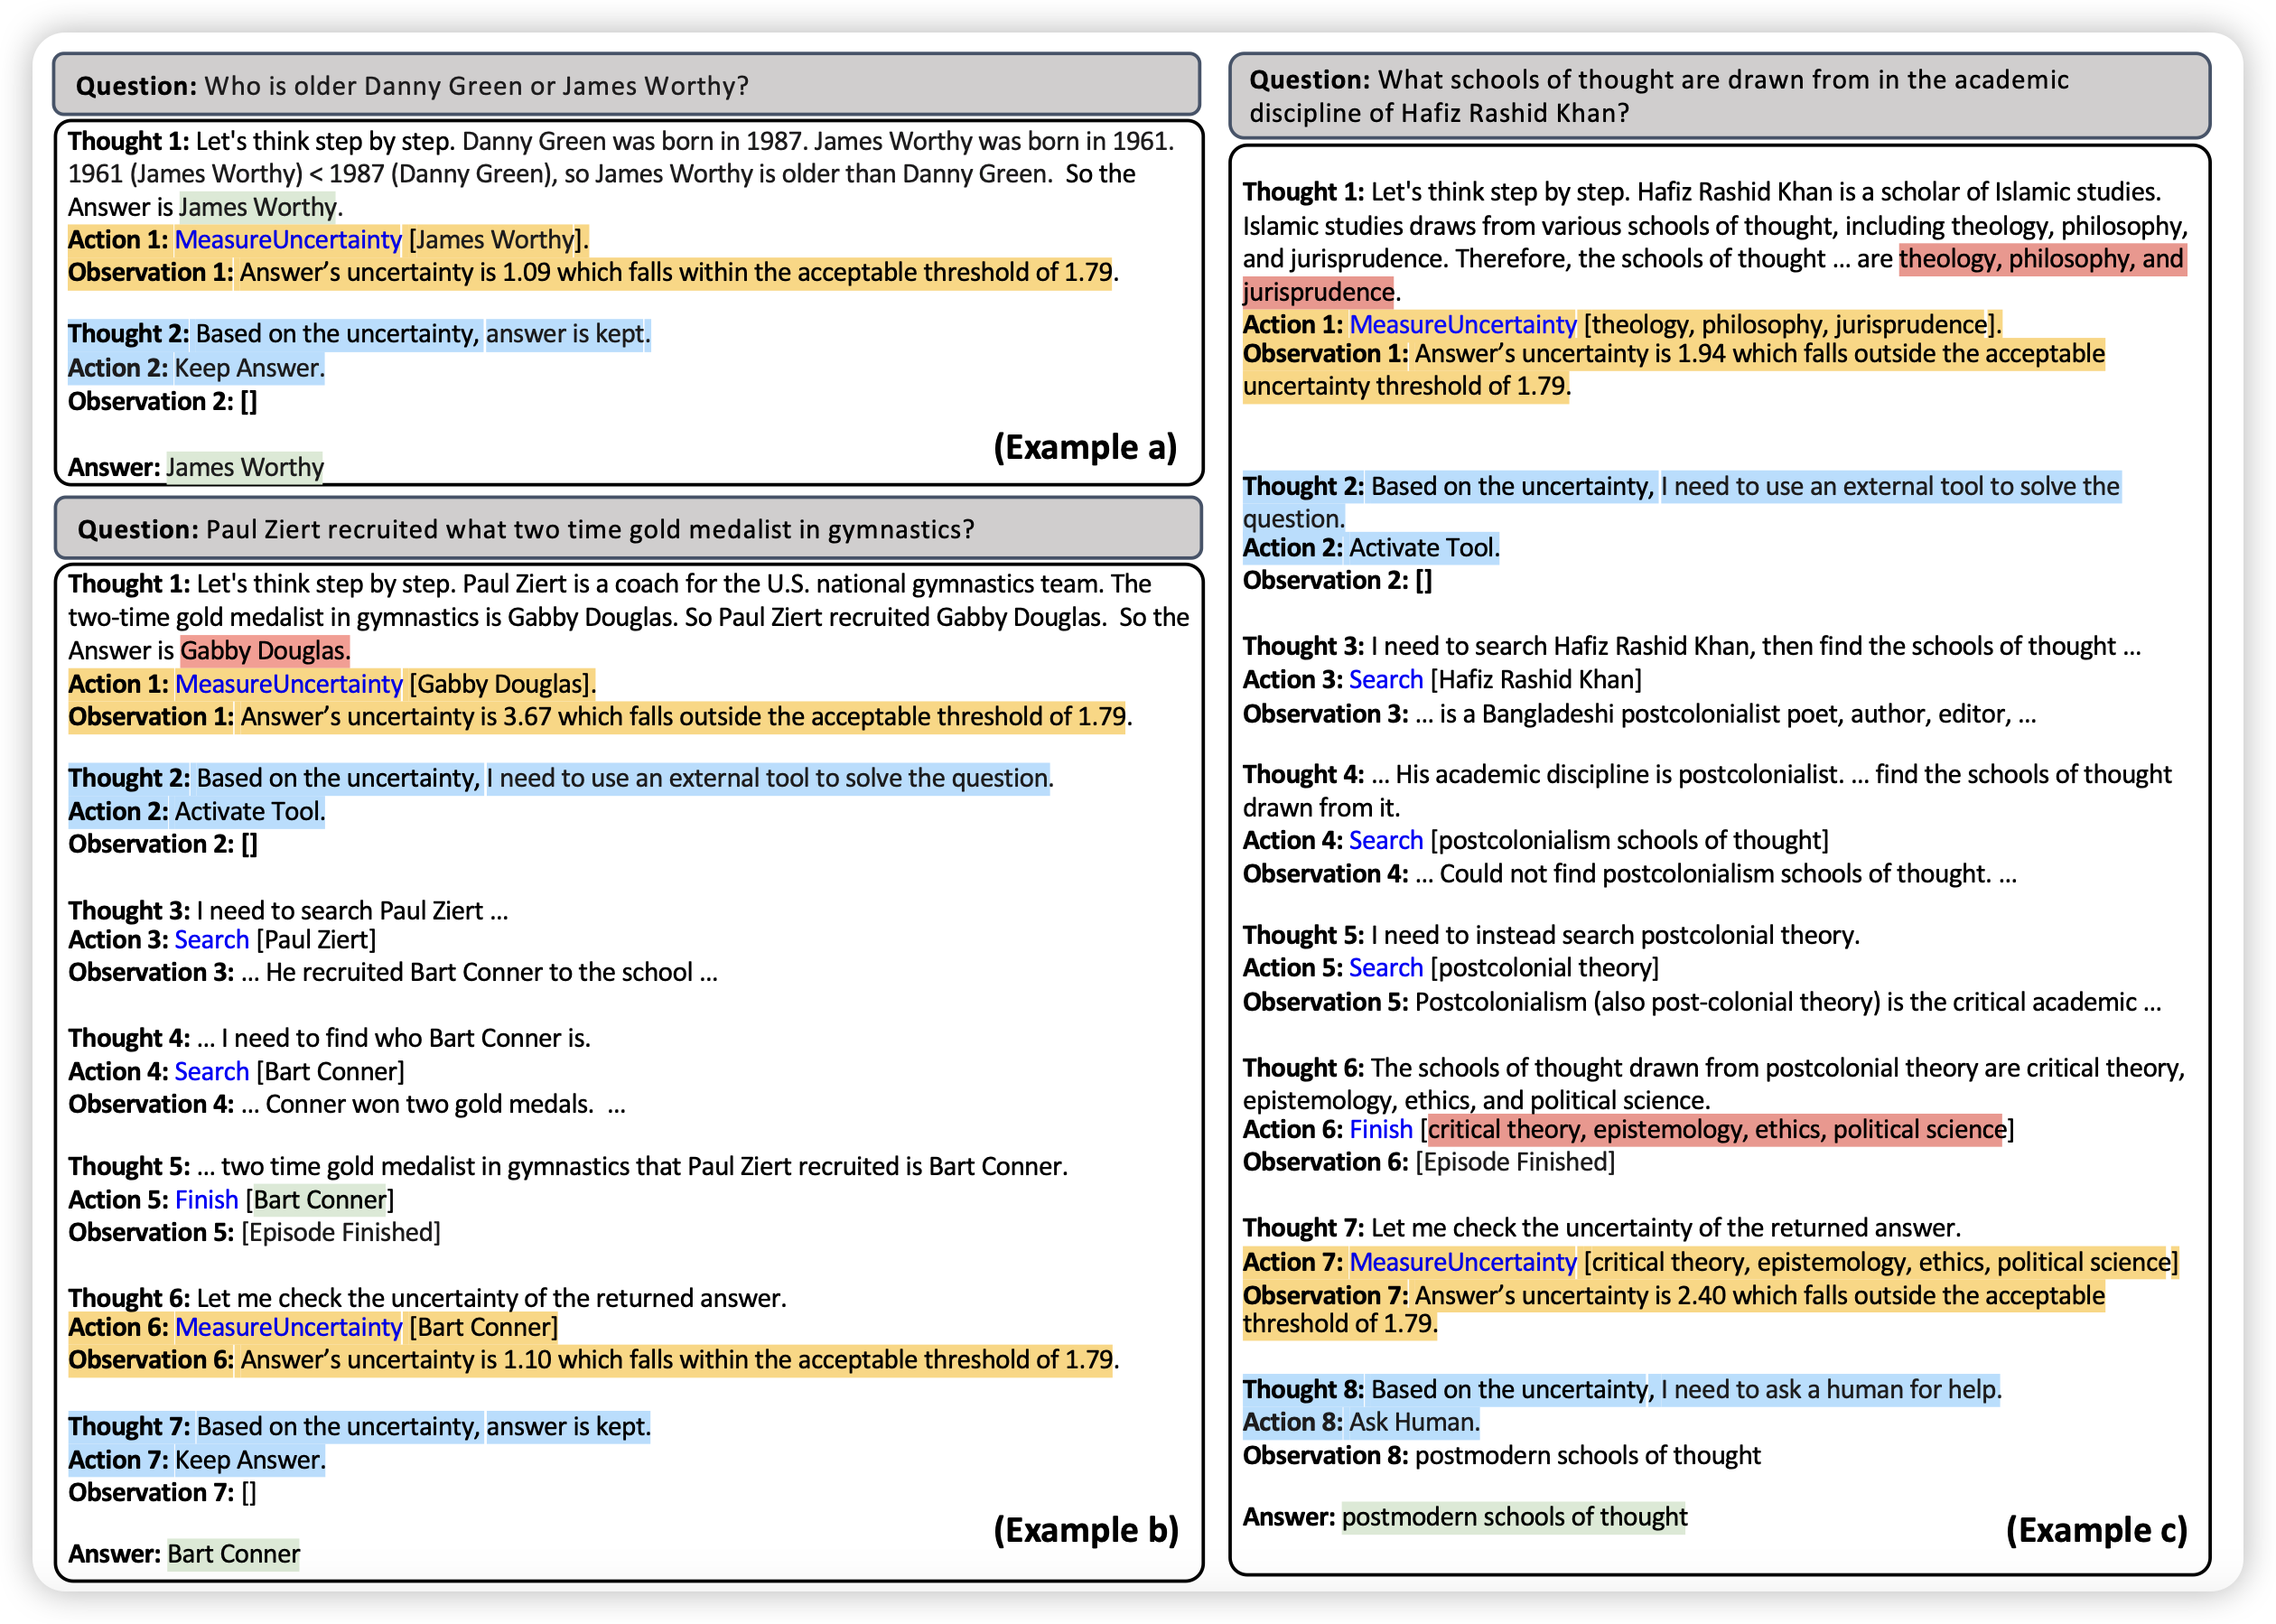 Question: Who is older Danny Green or James Worthy?
Thought 1: Let's think step by step. Danny Green was born in 1987. James Worthy was born in 1961.
1961 (James Worthy) < 1987 (Danny Green), so James Worthy is older than Danny Green. So the
Answer is James Worthy.
Action 1: MeasureUncertainty [James Worthy].
Observation 1: Answer’s uncertainty is 1.09 which falls within the acceptable threshold of 1.79.
Thought 2: Based on the uncertainty, answer is kept.
Action 2: Keep Answer.
Observation 2: []
(Example a)
Answer: James Worthy
Question: Paul Ziert recruited what two time gold medalist in gymnastics?
Thought 1: Let's think step by step. Paul Ziert is a coach for the U.S. national gymnastics team. The
two-time gold medalist in gymnastics is Gabby Douglas. So Paul Ziert recruited Gabby Douglas. So the
Answer is Gabby Douglas.
Action 1: MeasureUncertainty [Gabby Douglas].
Observation 1: Answer’s uncertainty is 3.67 which falls outside the acceptable threshold of 1.79.
Thought 2: Based on the uncertainty, I need to use an external tool to solve the question.
Action 2: Activate Tool.
Observation 2: []
Thought 3: I need to search Paul Ziert ...
Action 3: Search [Paul Ziert]
Observation 3: ... He recruited Bart Conner to the school ...
Thought 4: ... I need to find who Bart Conner is.
Action 4: Search [Bart Conner]
Observation 4: ... Conner won two gold medals. ...
Thought 5: ... two time gold medalist in gymnastics that Paul Ziert recruited is Bart Conner.
Action 5: Finish [Bart Conner]
Observation 5: [Episode Finished]
Thought 6: Let me check the uncertainty of the returned answer.
Action 6: MeasureUncertainty [Bart Conner]
Observation 6: Answer’s uncertainty is 1.10 which falls within the acceptable threshold of 1.79.
Thought 7: Based on the uncertainty, answer is kept.
Action 7: Keep Answer.
Observation 7: []
(Example b)
Answer: Bart Conner
Question: What schools of thought are drawn from in the academic
discipline of Hafiz Rashid Khan?
Thought 1: Let's think step by step. Hafiz Rashid Khan is a scholar of Islamic studies.
Islamic studies draws from various schools of thought, including theology, philosophy,
and jurisprudence. Therefore, the schools of thought ... are theology, philosophy, and
jurisprudence.
Action 1: MeasureUncertainty [theology, philosophy, jurisprudence].
Observation 1: Answer’s uncertainty is 1.94 which falls outside the acceptable
uncertainty threshold of 1.79.
Thought 2: Based on the uncertainty, I need to use an external tool to solve the
question.
Action 2: Activate Tool.
Observation 2: []
Thought 3: I need to search Hafiz Rashid Khan, then find the schools of thought ...
Action 3: Search [Hafiz Rashid Khan]
Observation 3: ... is a Bangladeshi postcolonialist poet, author, editor, ...
Thought 4: ... His academic discipline is postcolonialist. ... find the schools of thought
drawn from it.
Action 4: Search [postcolonialism schools of thought]
Observation 4: ... Could not find postcolonialism schools of thought. ...
Thought 5: I need to instead search postcolonial theory.
Action 5: Search [postcolonial theory]
Observation 5: Postcolonialism (also post-colonial theory) is the critical academic ...
Thought 6: The schools of thought drawn from postcolonial theory are critical theory,
epistemology, ethics, and political science.
Action 6: Finish [critical theory, epistemology, ethics, political science]
Observation 6: [Episode Finished]
Thought 7: Let me check the uncertainty of the returned answer.
Action 7: MeasureUncertainty [critical theory, epistemology, ethics, political science]
Observation 7: Answer’s uncertainty is 2.40 which falls outside the acceptable
threshold of 1.79.
Thought 8: Based on the uncertainty, I need to ask a human for help.
Action 8: Ask Human.
Observation 8: postmodern schools of thought
Answer: postmodern schools of thought
(Example c)